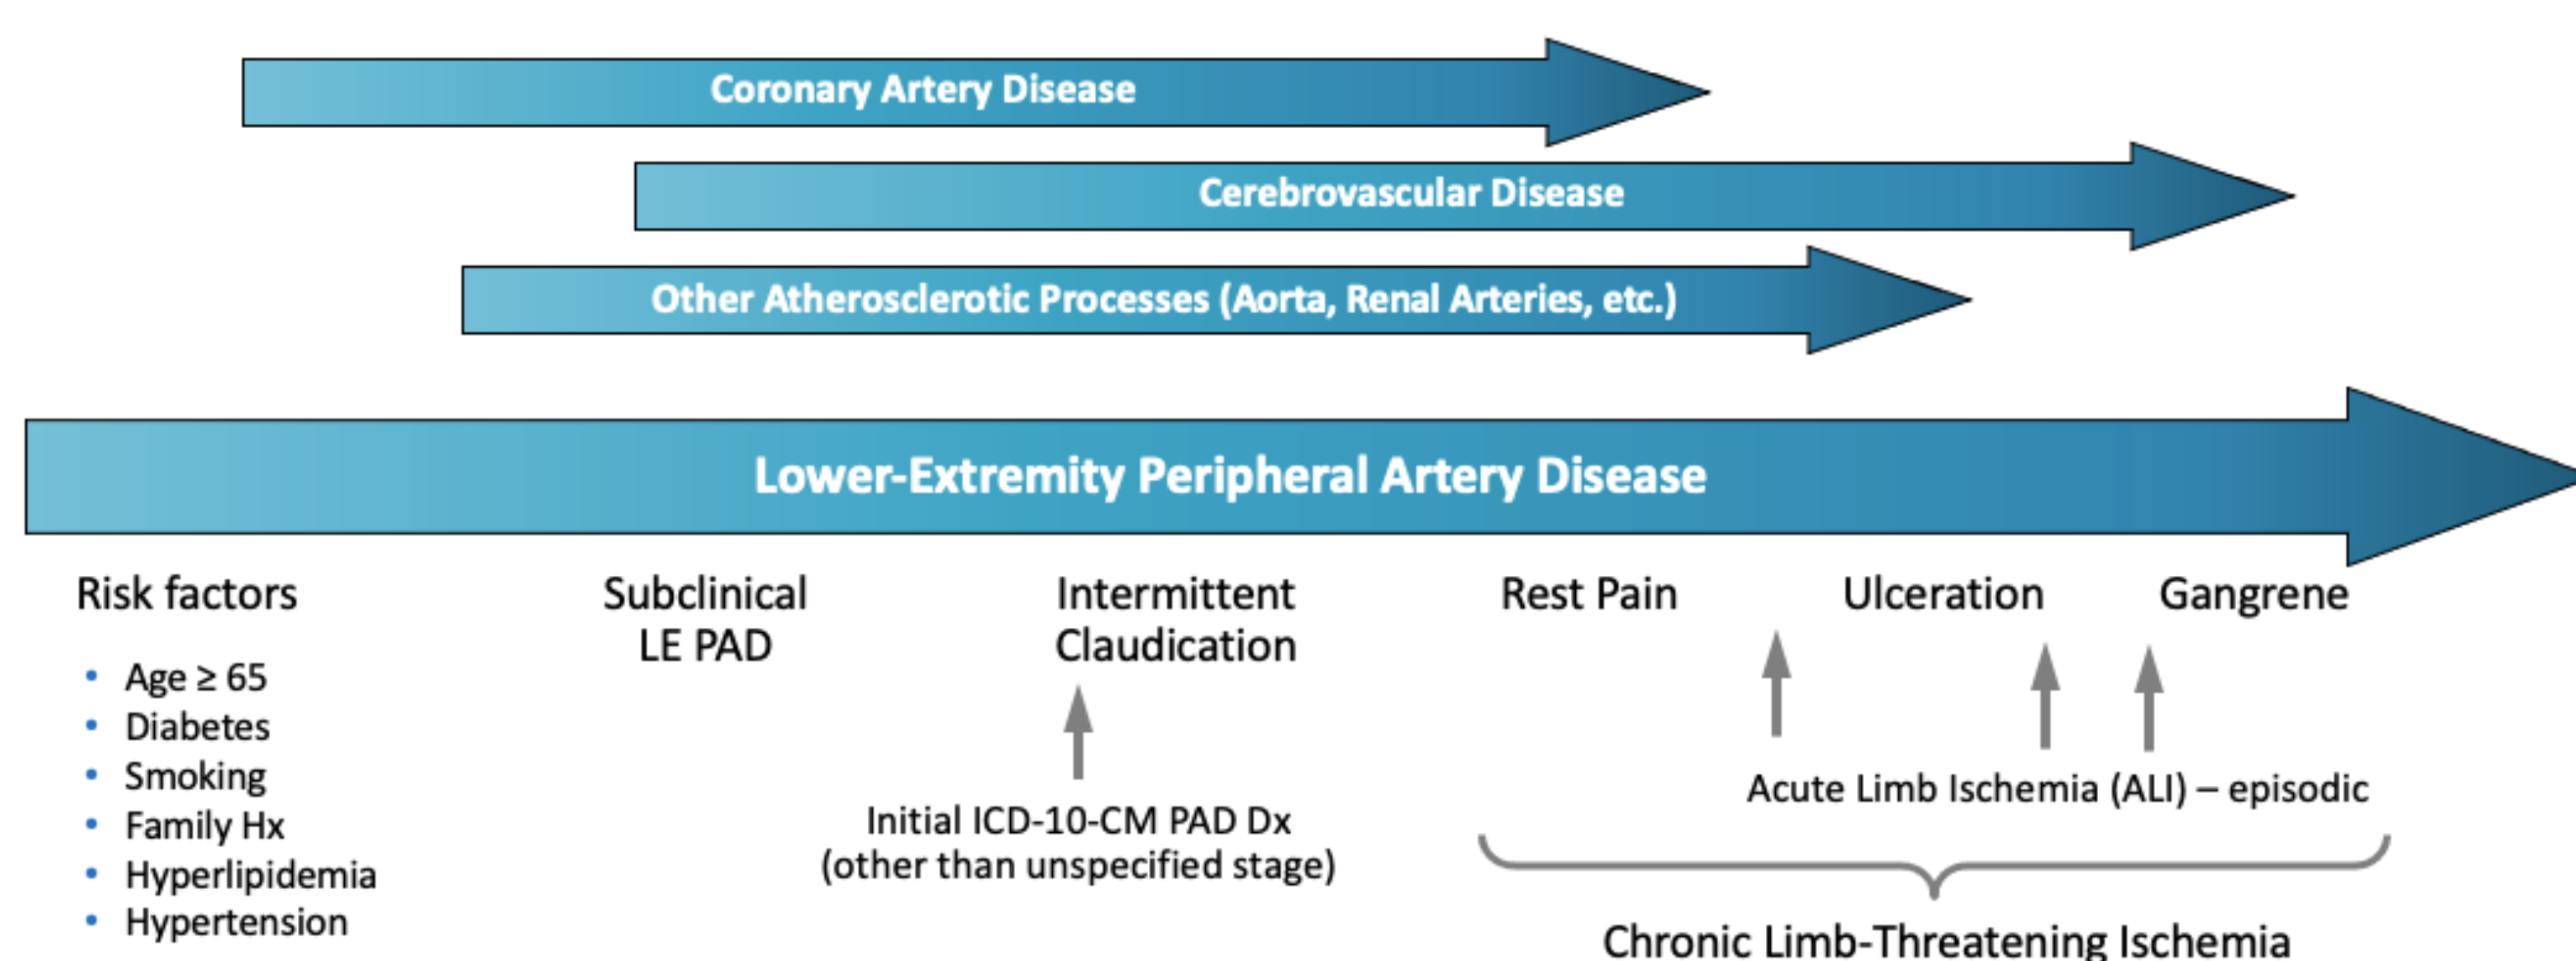 Coronary Artery Disease
Cerebrovascular Disease
Other Atherosclerotic Processes (Aorta, Renal Arteries, etc.)
Lower-Extremity Peripheral Artery Disease
Risk factors
• Age ≥ 65
• Diabetes
• Smoking
• Family Hx
• Hyperlipidemia
• Hypertension
Subclinical
LE PAD
Intermittent
Claudication
Initial ICD-10-CM PAD Dx
(other than unspecified stage)
Rest Pain
Ulceration
Gangrene
Acute Limb Ischemia (ALI) – episodic
Chronic Limb-Threatening Ischemia